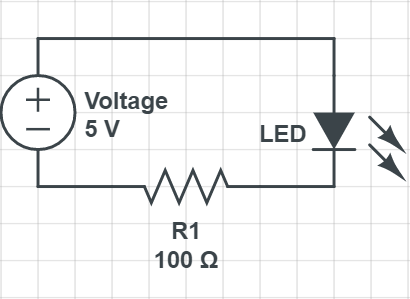 Voltage
5 V
LED
R1
100 Ω